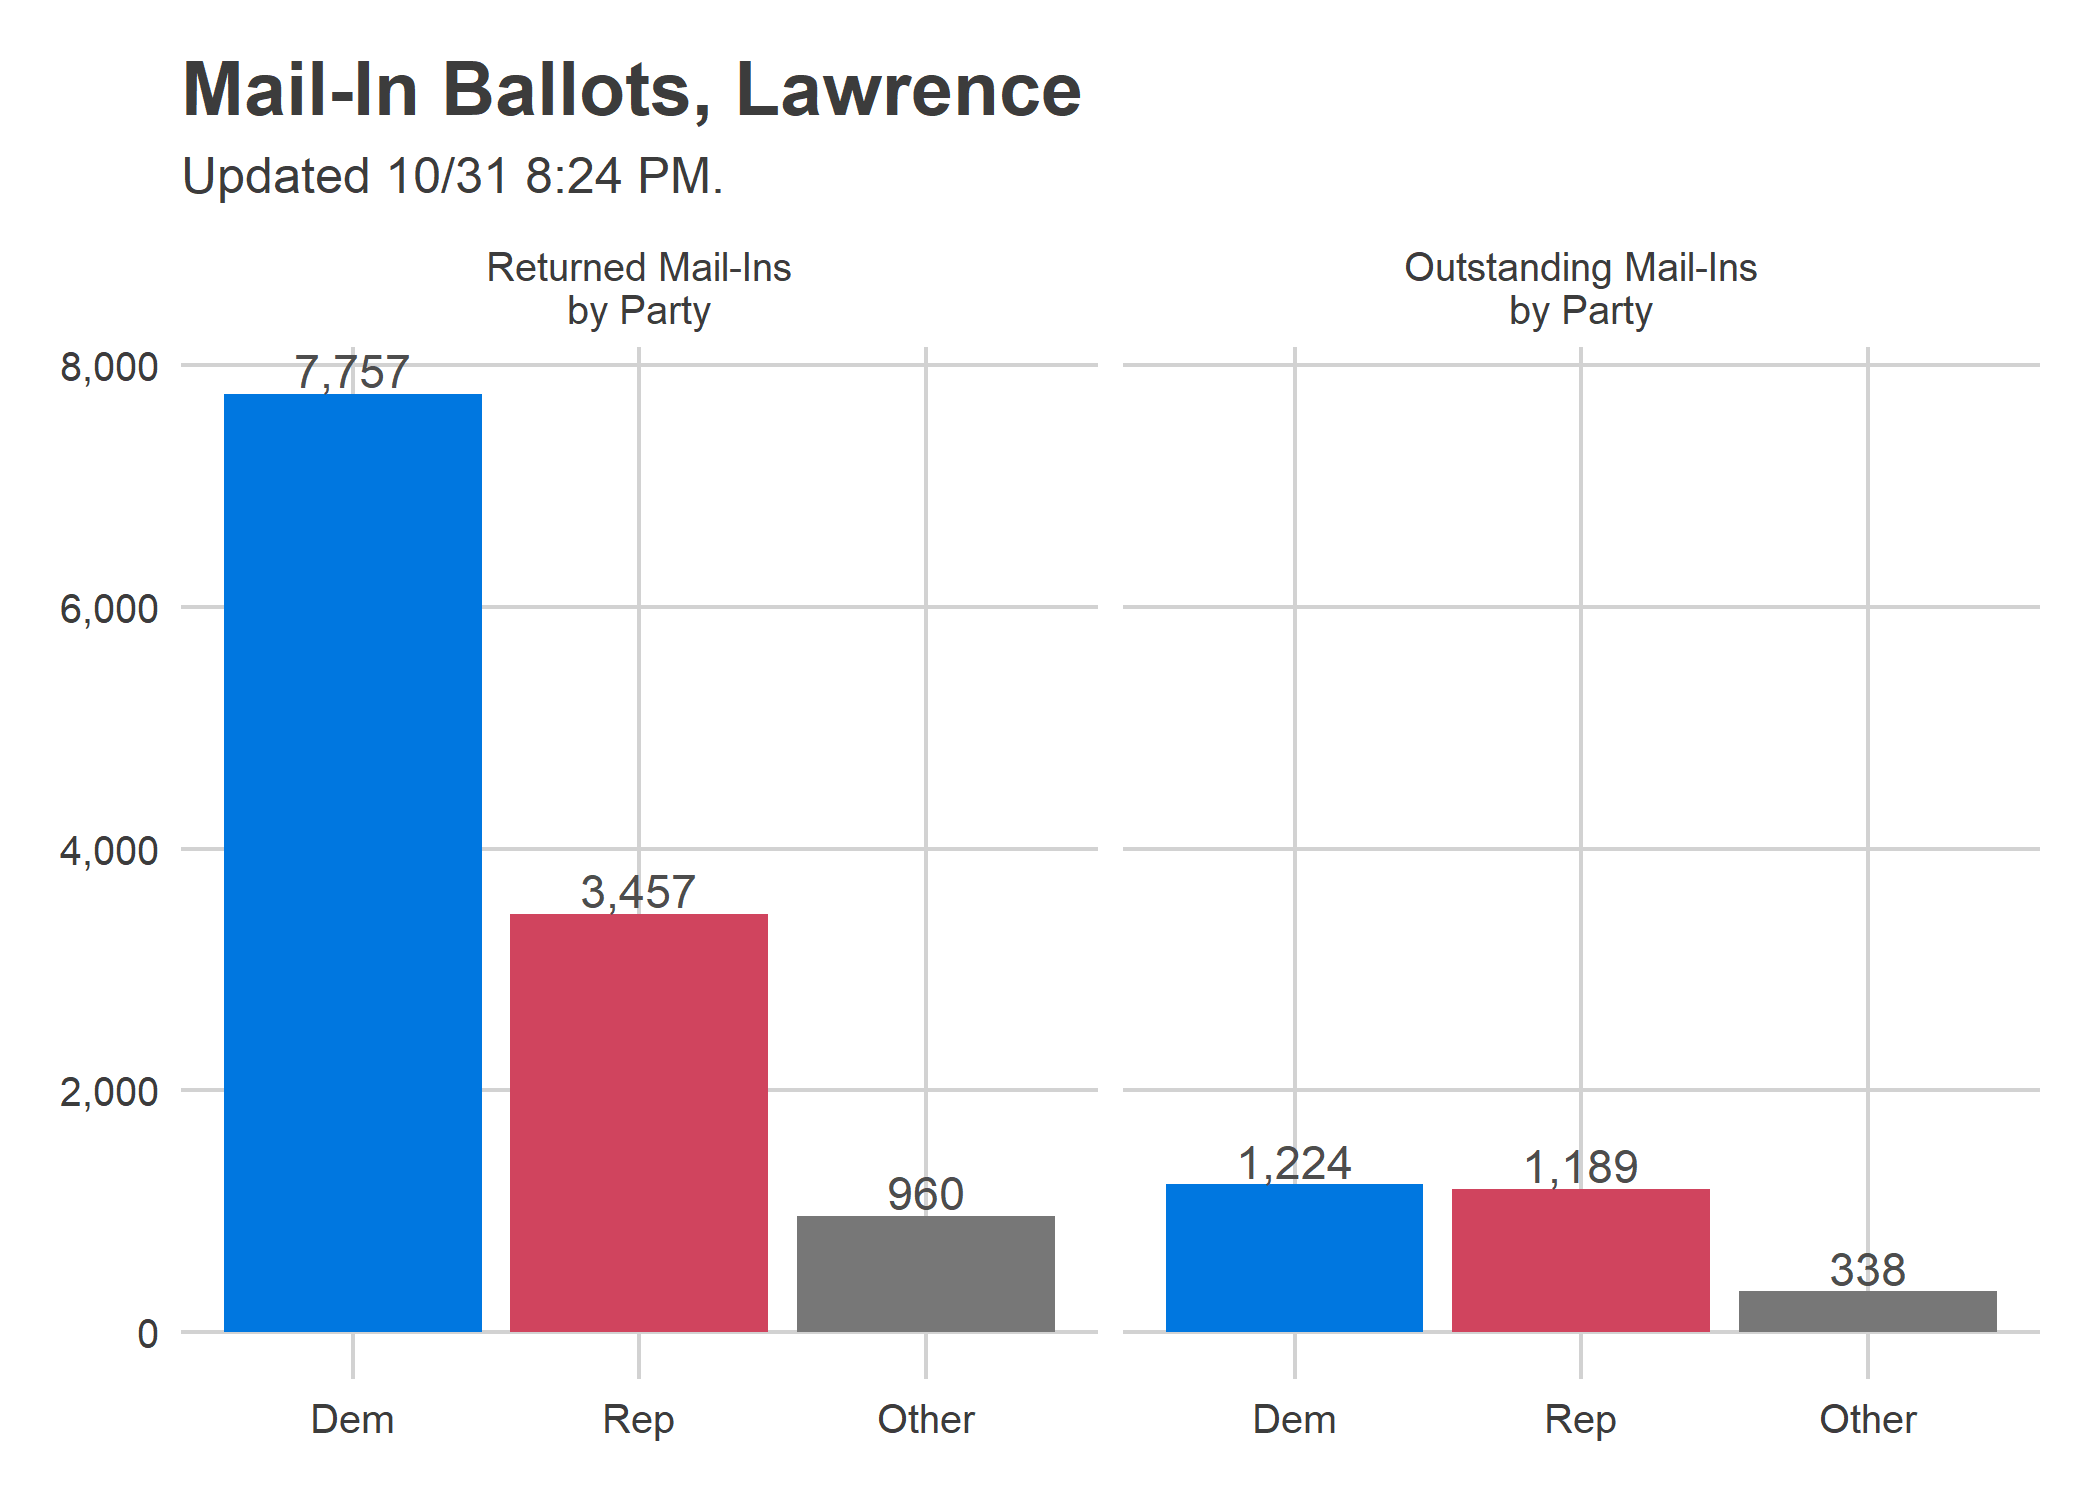 Mail-In Ballots, Lawrence
Updated 10/31 8:24 PM.
Returned Mail-Ins
by Party
Outstanding Mail-Ins
by Party
8,000
6,000
4,000
2,000
0
7,757
3,457
960
1,224
1,189
338
Dem
Rep
Other
Dem
Rep
Other